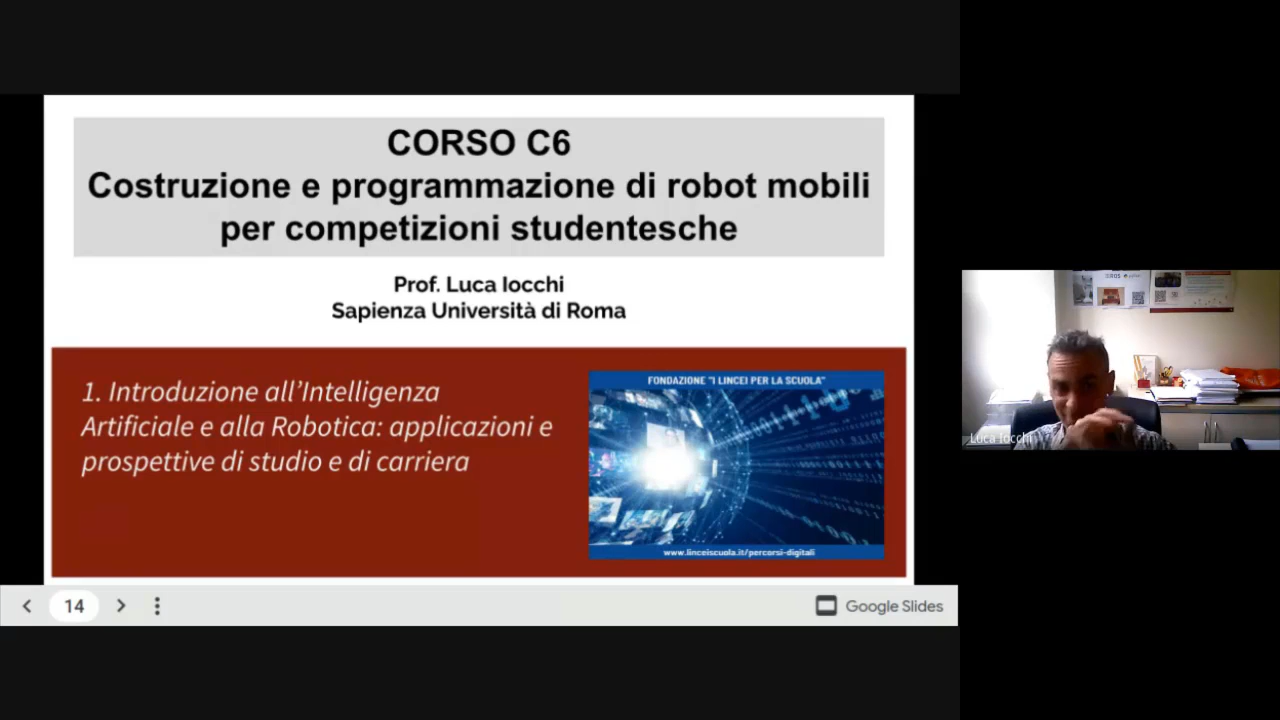 CORSO C6
Costruzione e programmazione di robot mobili
per competizioni studentesche
Prof. Luca Iocchi
Sapienza Università di Roma
1. Introduzione all'Intelligenza
Artificiale e alla Robotica: applicazioni e
prospettive di studio e di carriera
FONDAZIONE "I LINCEI PER LA SCUOLA"
www.linceiscuola.it/percorsi-digitali
14
Google Slides
Luca Iocchi